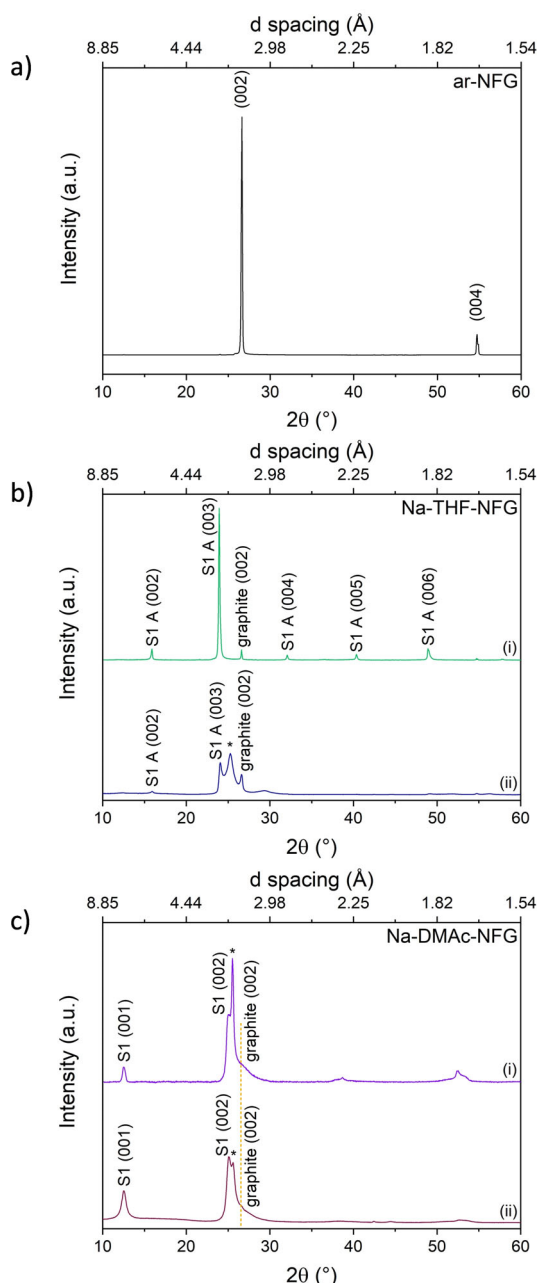 a)
d spacing (Å)
8.85 4.44 2.98 2.25 1.82 1.54
ar-NFG
(002)
(004)
Intensity (a.u.)
10 20 30 40 50 60
2θ (°)
b)
d spacing (Å)
8.85 4.44 2.98 2.25 1.82 1.54
Na-THF-NFG
S1 A (002)
S1 A (003)
graphite (002)
S1 A (004)
S1 A (005)
S1 A (006)
(i)
S1 A (002)
S1 A (003)
*
graphite (002)
(ii)
Intensity (a.u.)
10 20 30 40 50 60
2θ (°)
c)
d spacing (Å)
8.85 4.44 2.98 2.25 1.82 1.54
Na-DMAc-NFG
S1 (001)
S1 (002)
*
graphite (002)
(i)
S1 (001)
S1 (002)
*
graphite (002)
(ii)
Intensity (a.u.)
10 20 30 40 50 60
2θ (°)